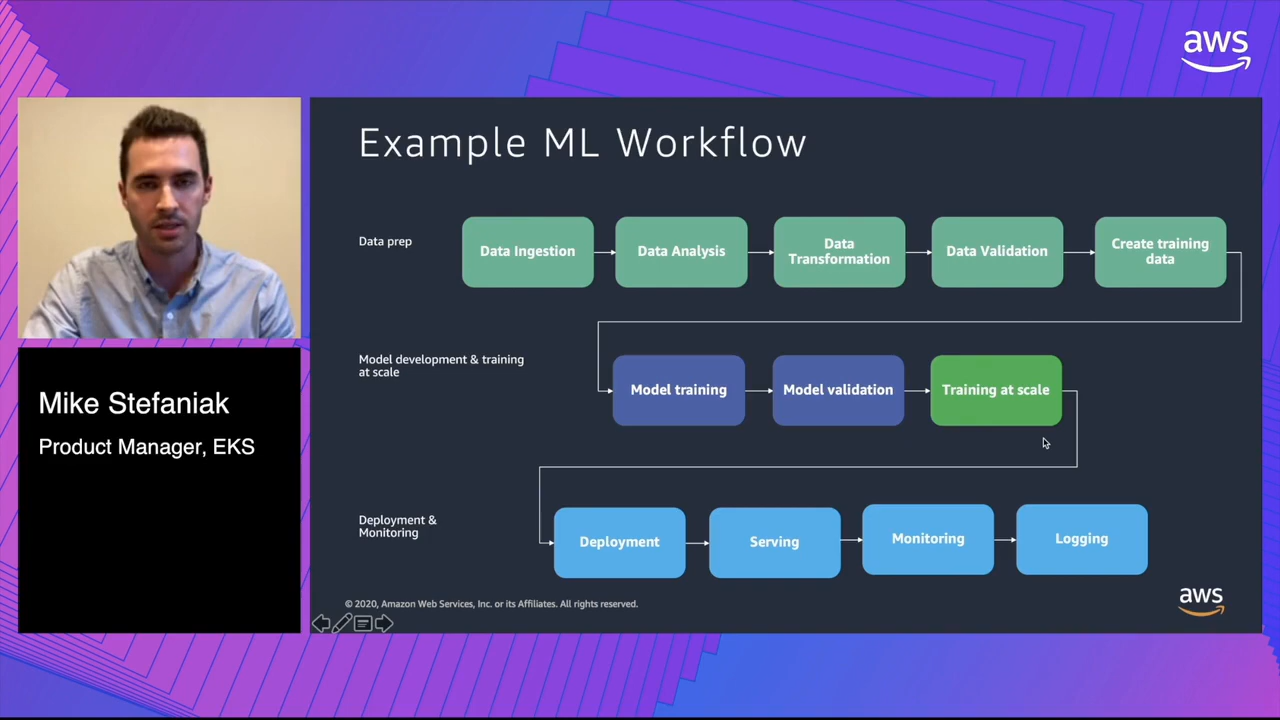 aws
Example ML Workflow
Data prep
Data Ingestion
Data Analysis
Data
Transformation
Data Validation
Create training
data
Model development & training
at scale
Model training
Model validation
Training at scale
Mike Stefaniak
Product Manager, EKS
Deployment &
Monitoring
Deployment
Serving
Monitoring
Logging
© 2020, Amazon Web Services, Inc. or its Affiliates. All rights reserved.
aws